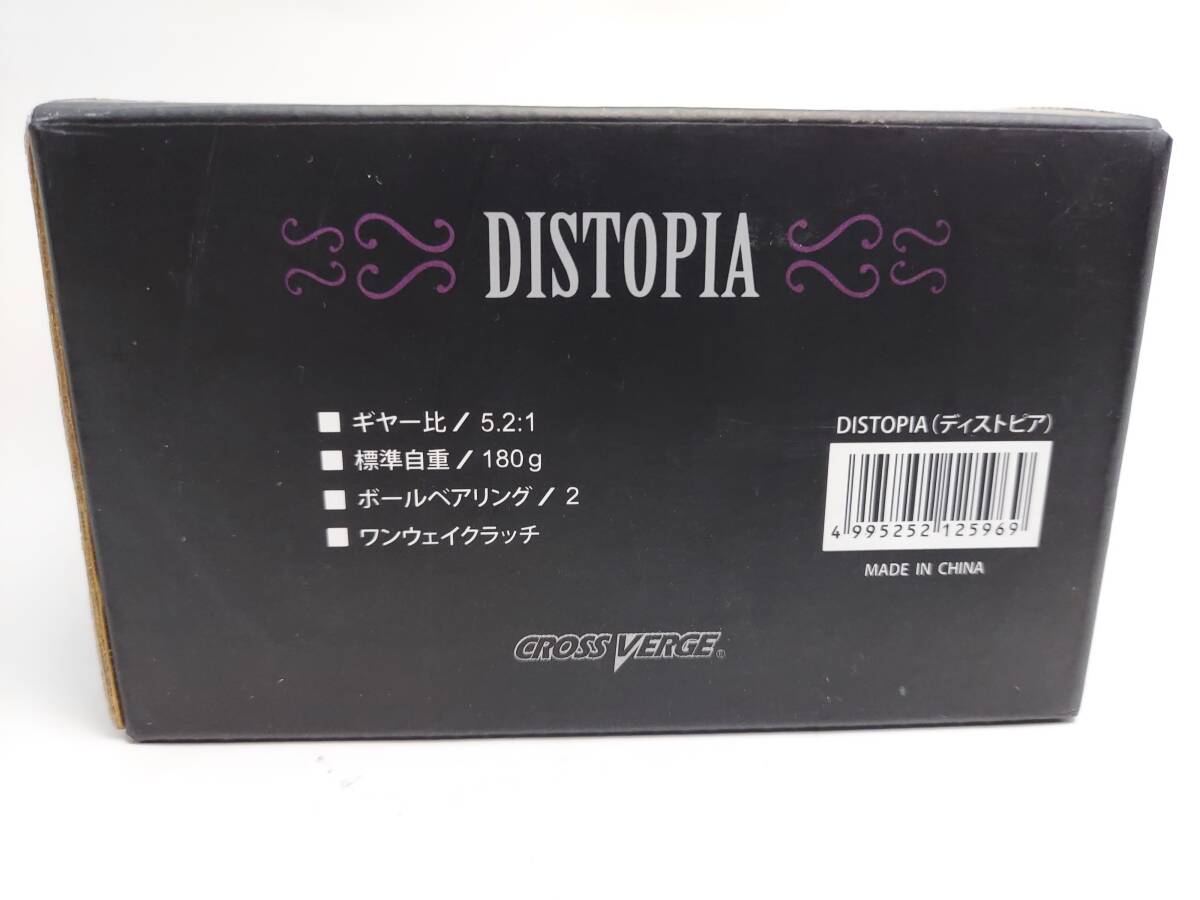 DISTOPIA
■ ギヤー比／5.2:1
■ 標準自重／180g
■ ボールベアリング／2
■ ワンウェイクラッチ
DISTOPIA(ディストピア)
4 995252 125969
MADE IN CHINA
CROSS VERGE